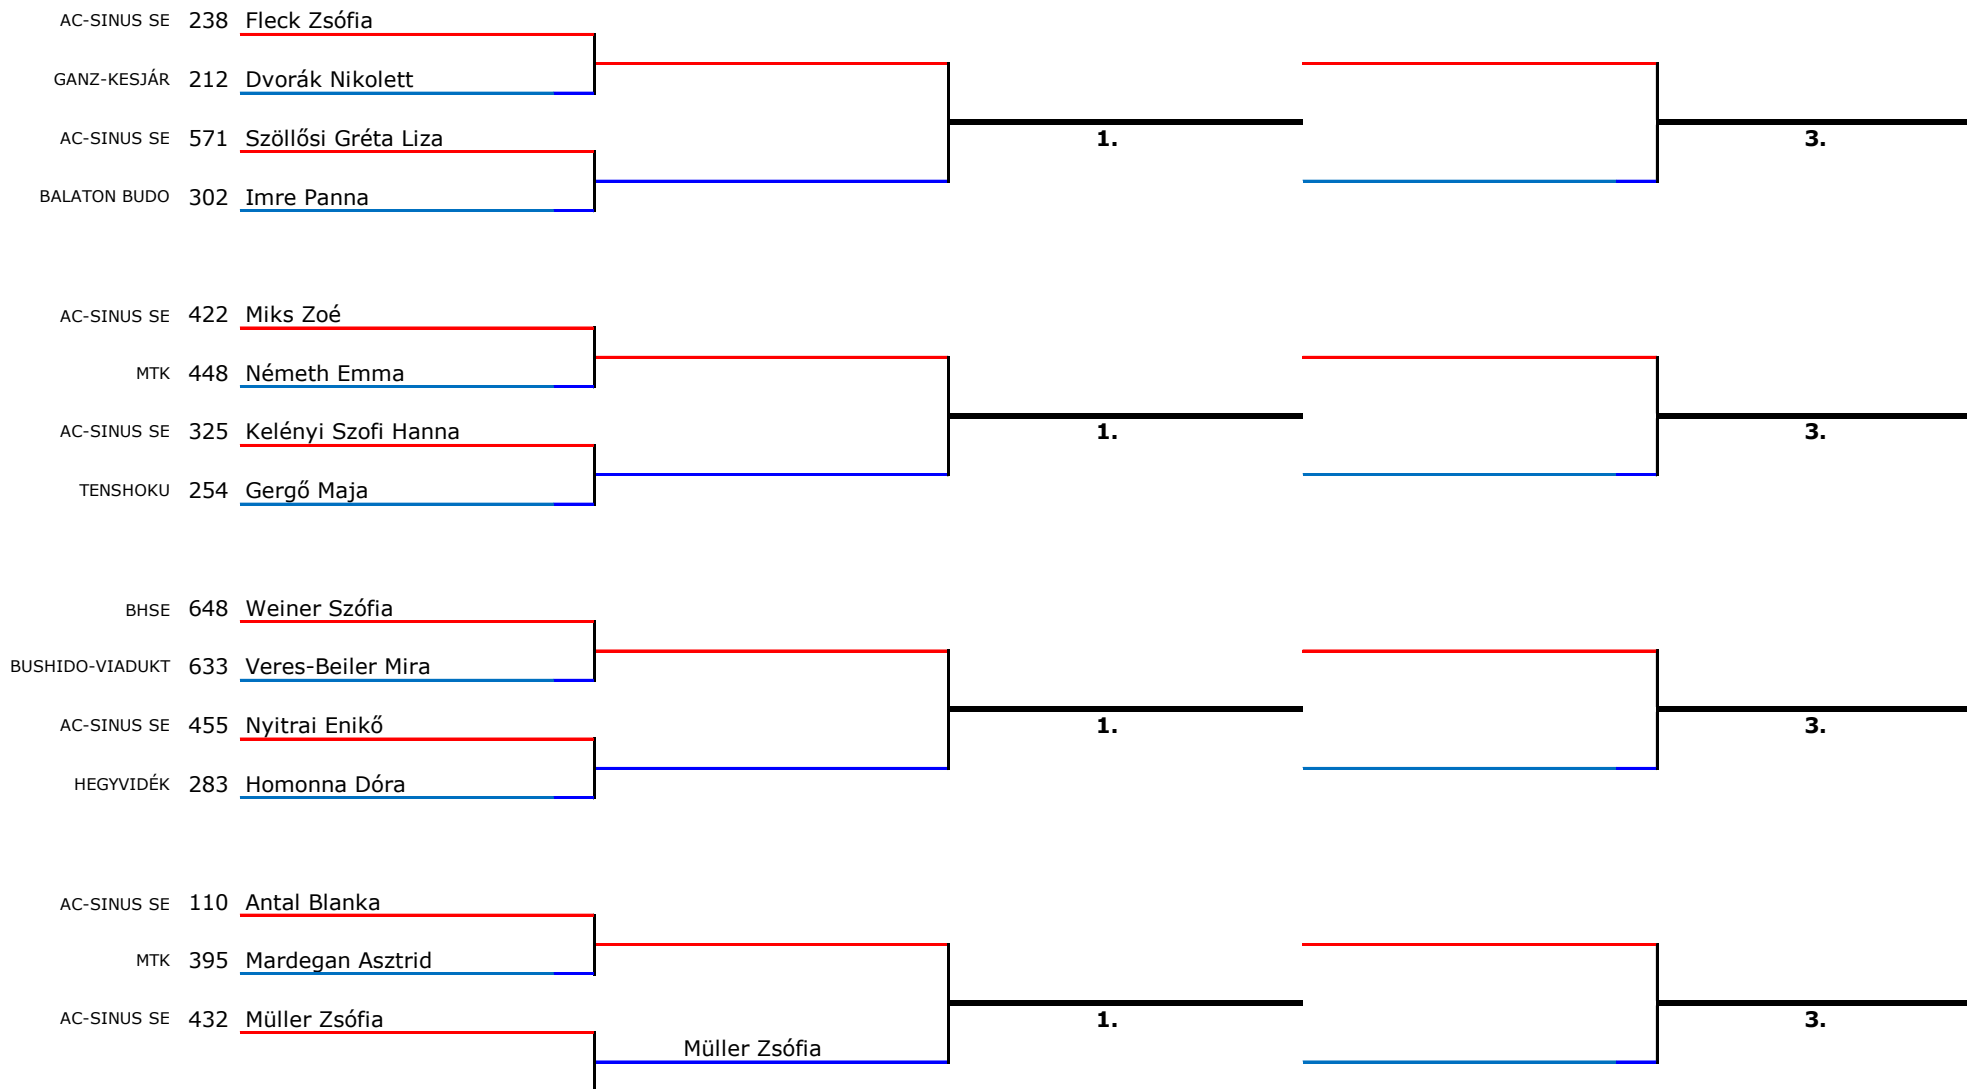 AC-SINUS SE 238 Fleck Zsófia
GANZ-KESJÁR 212 Dvorák Nikolett
AC-SINUS SE 571 Szöllősi Gréta Liza 1. 3.
BALATON BUDO 302 Imre Panna
AC-SINUS SE 422 Miks Zoé
MTK 448 Németh Emma
AC-SINUS SE 325 Kelényi Szofi Hanna 1. 3.
TENSHOKU 254 Gergő Maja
BHSE 648 Weiner Szófia
BUSHIDO-VIADUKT 633 Veres-Beiler Mira
AC-SINUS SE 455 Nyitrai Enikő 1. 3.
HEGYVIDÉK 283 Homonna Dóra
AC-SINUS SE 110 Antal Blanka
MTK 395 Mardegan Asztrid
AC-SINUS SE 432 Müller Zsófia 1. 3.
Müller Zsófia